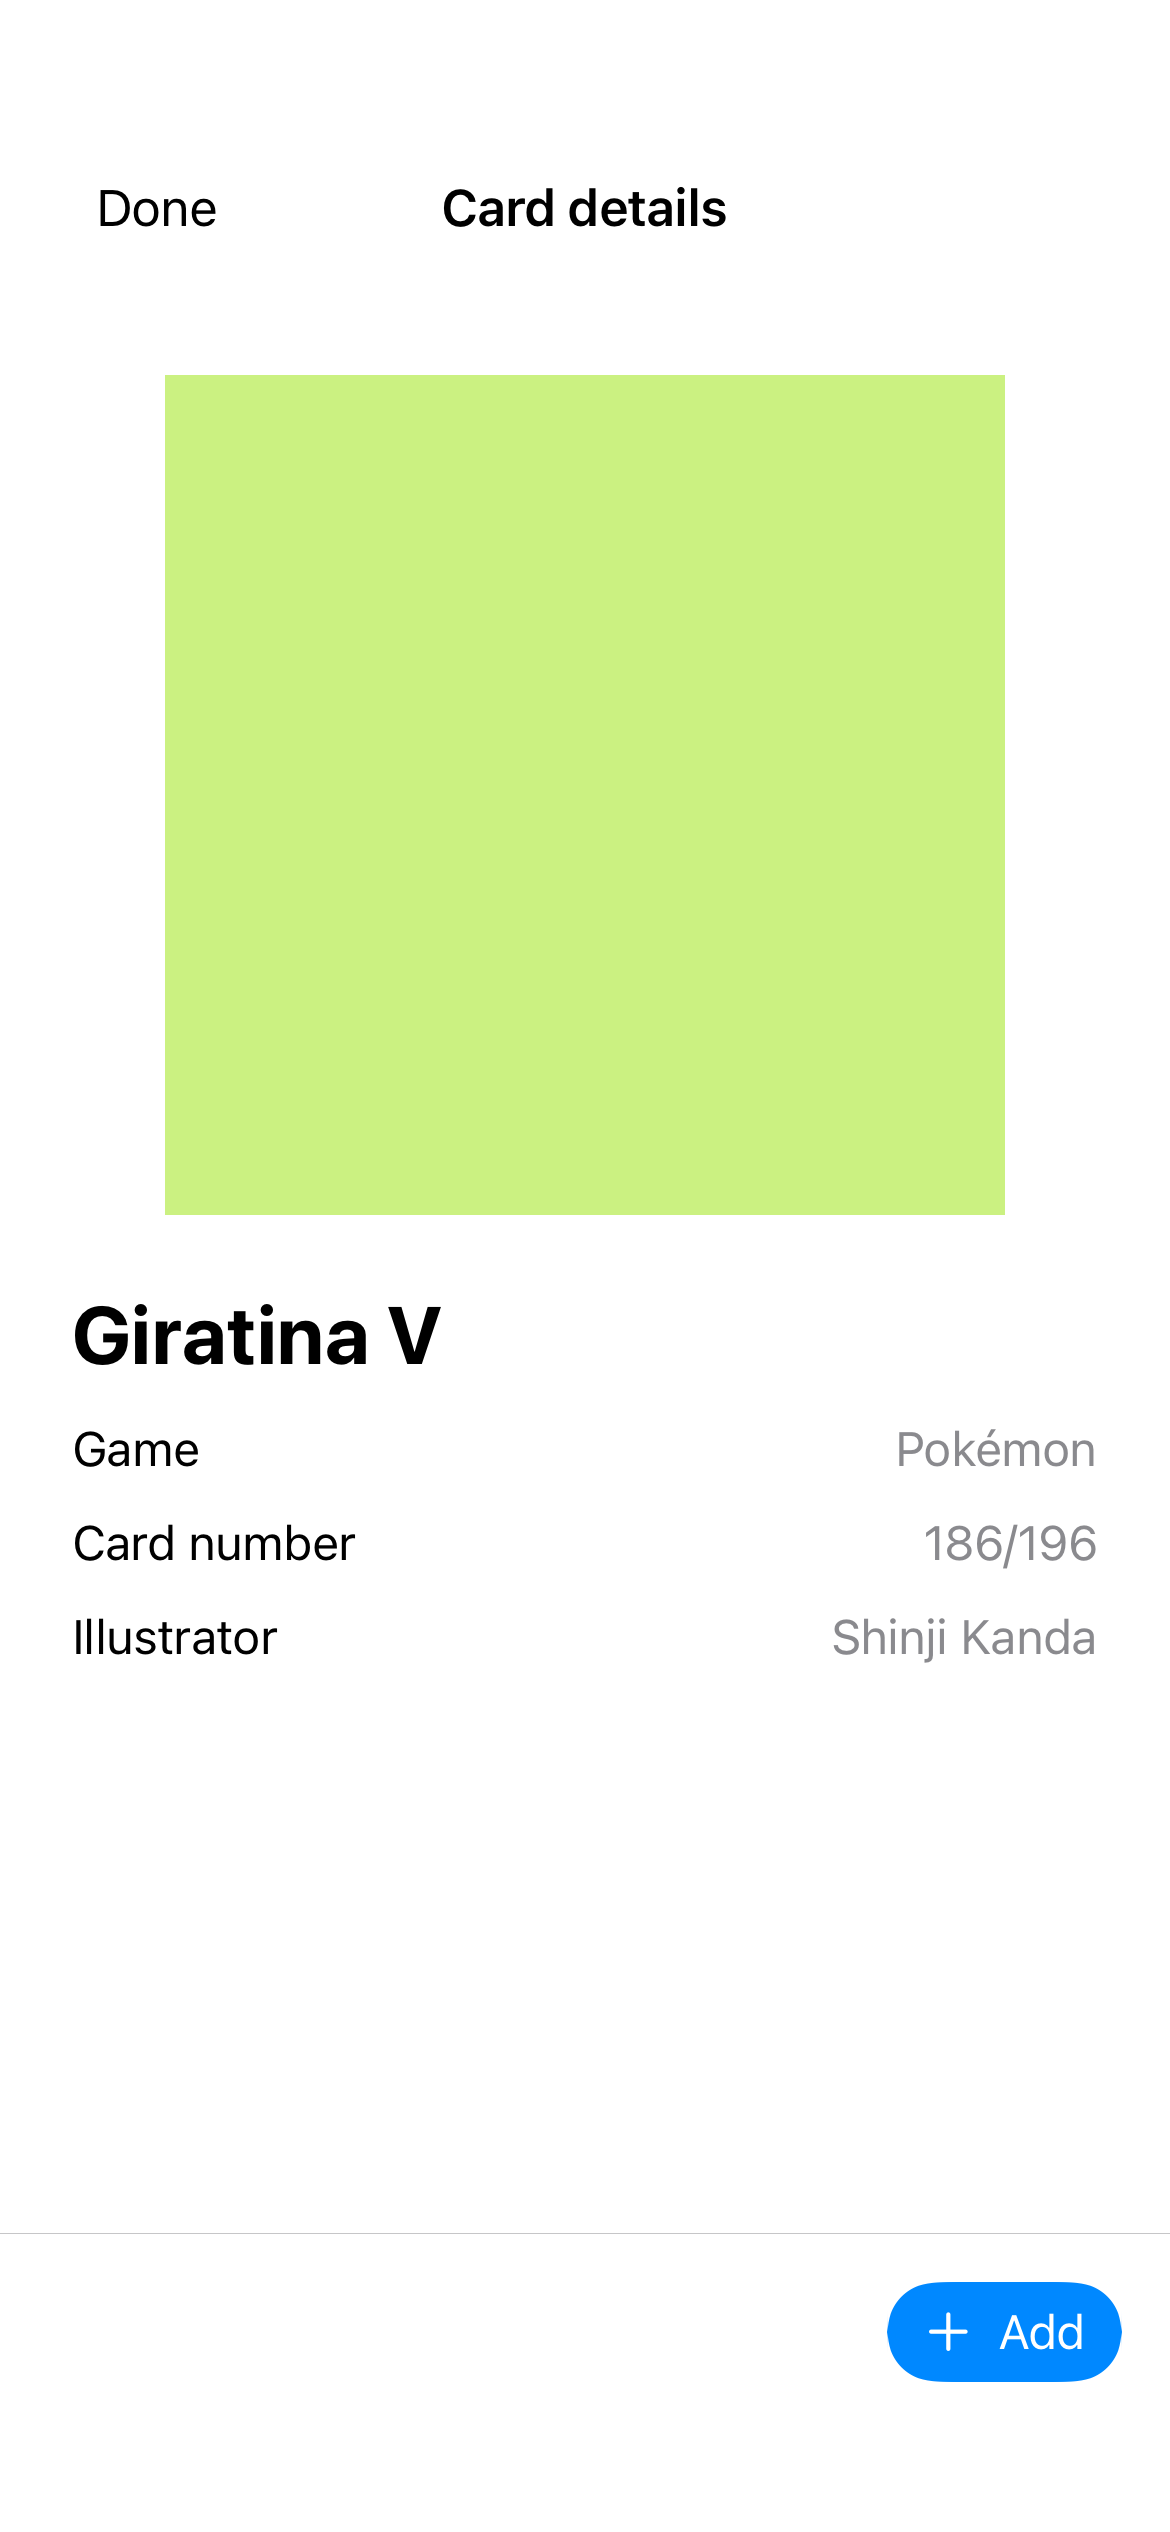 Done Card details
Giratina V
Game Pokémon
Card number 186/196
Illustrator Shinji Kanda
+ Add